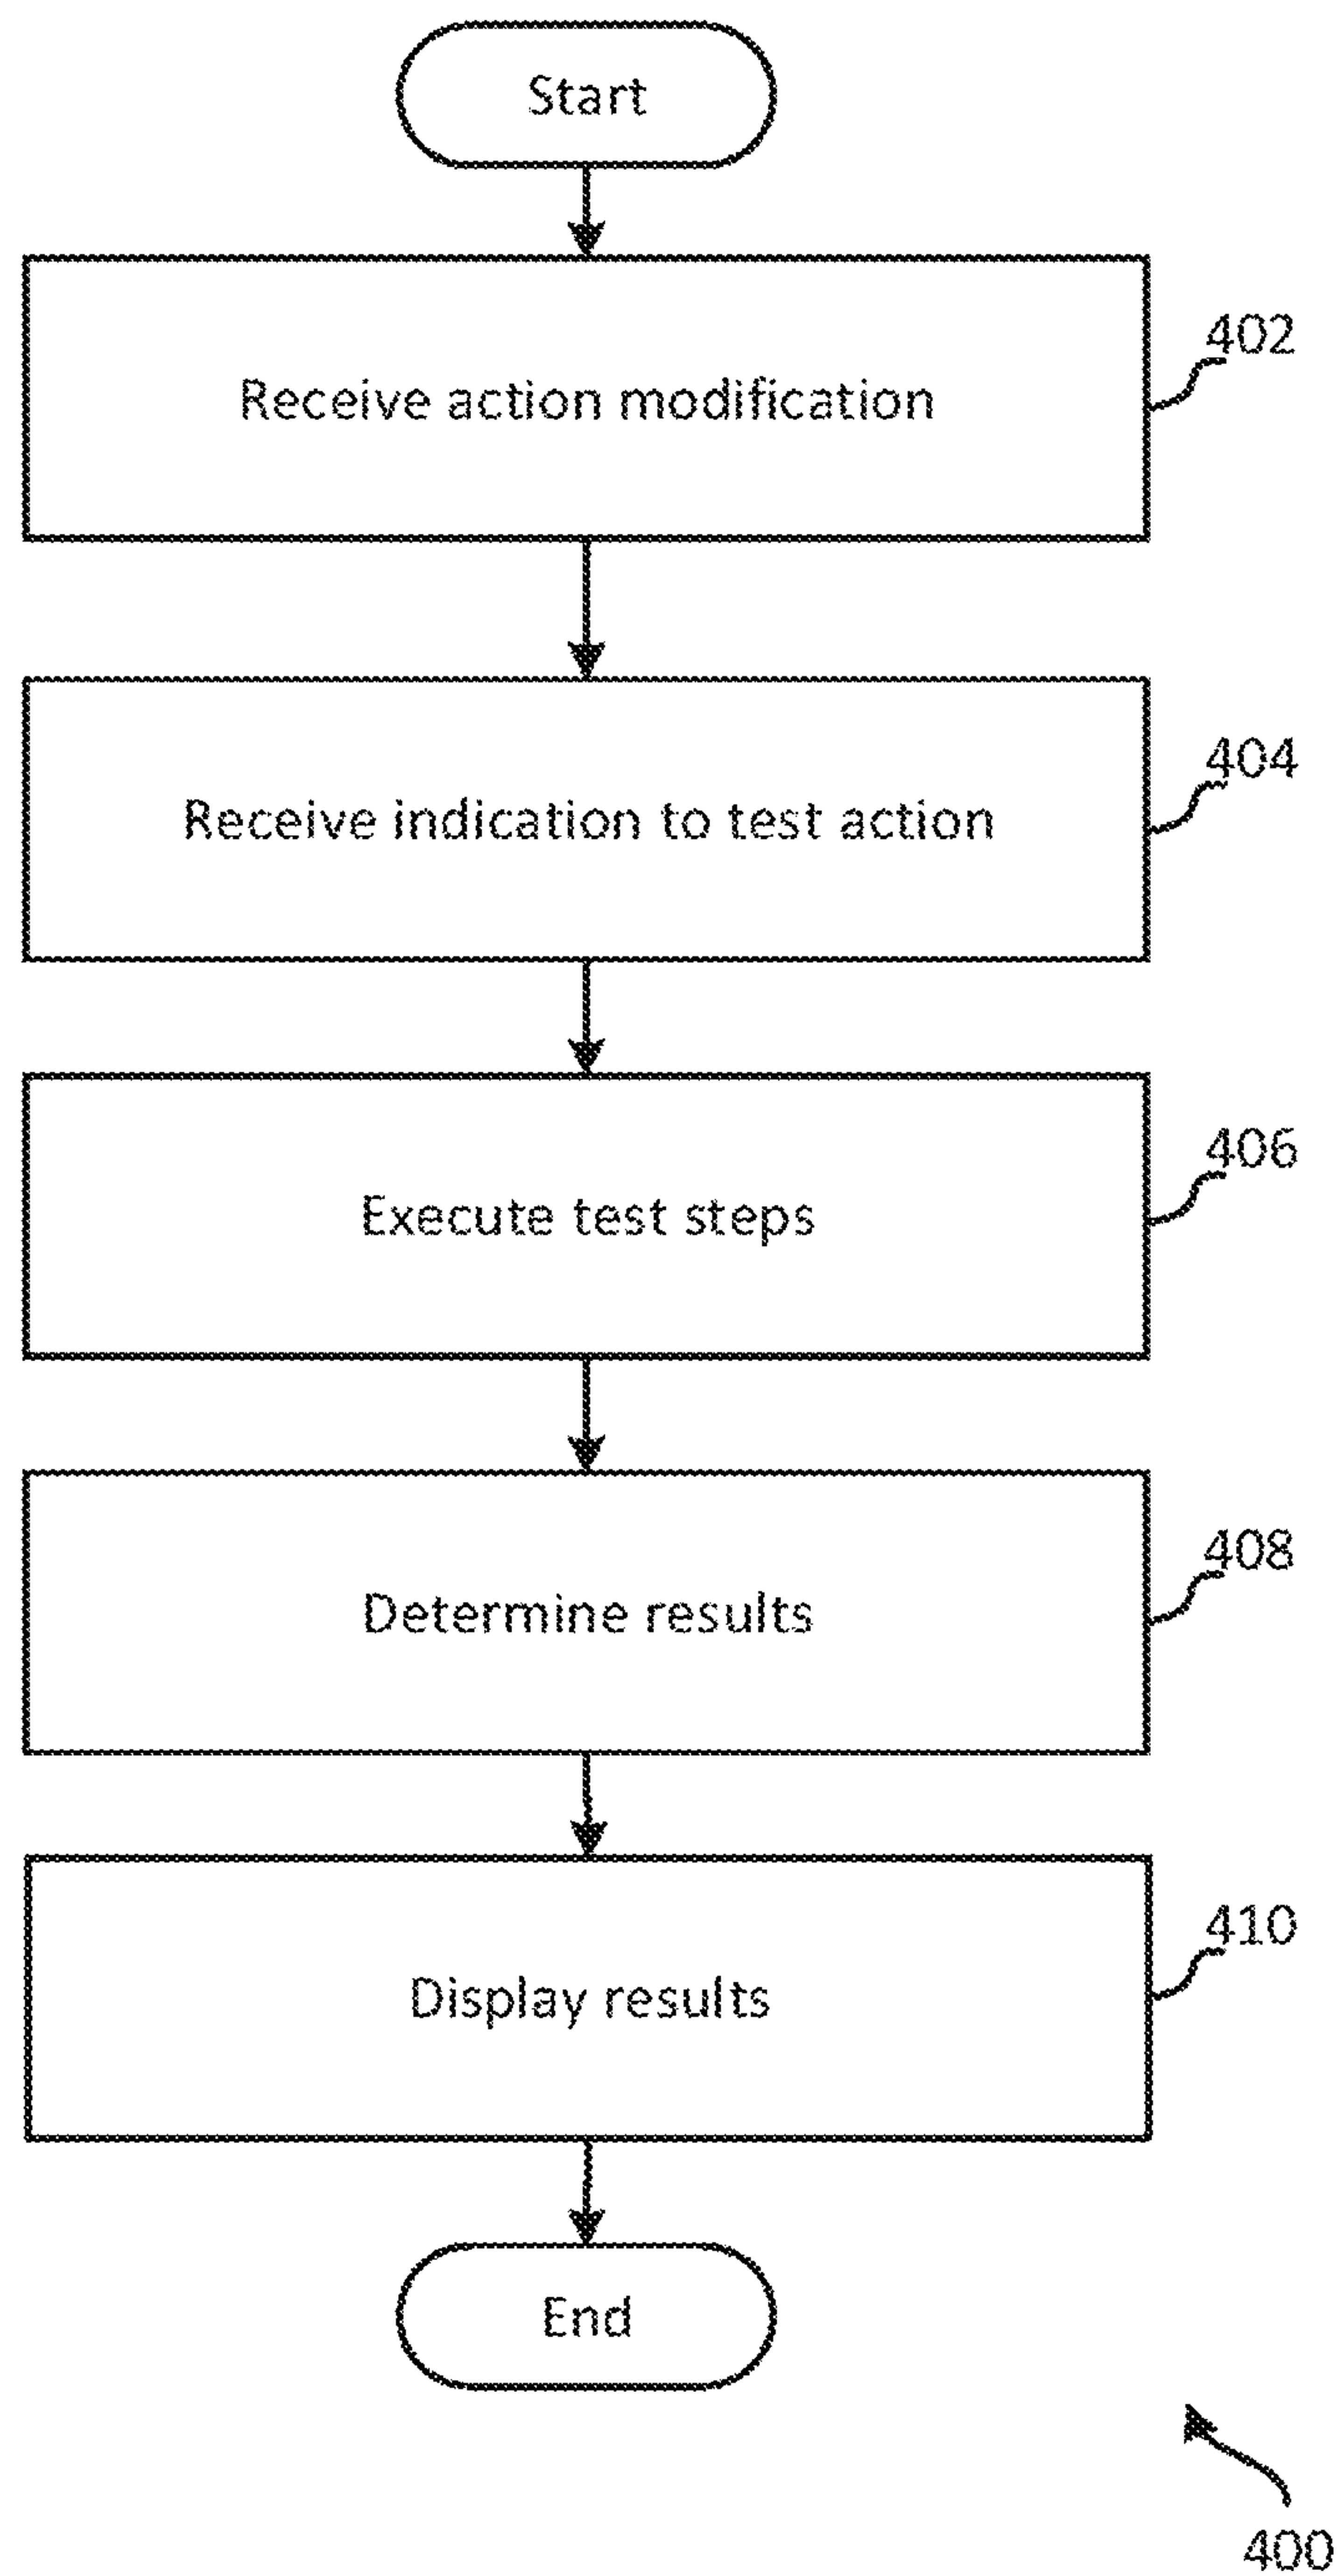 Start
Receive action modification
402
Receive indication to test action
404
Execute test steps
406
Determine results
408
Display results
410
End
400